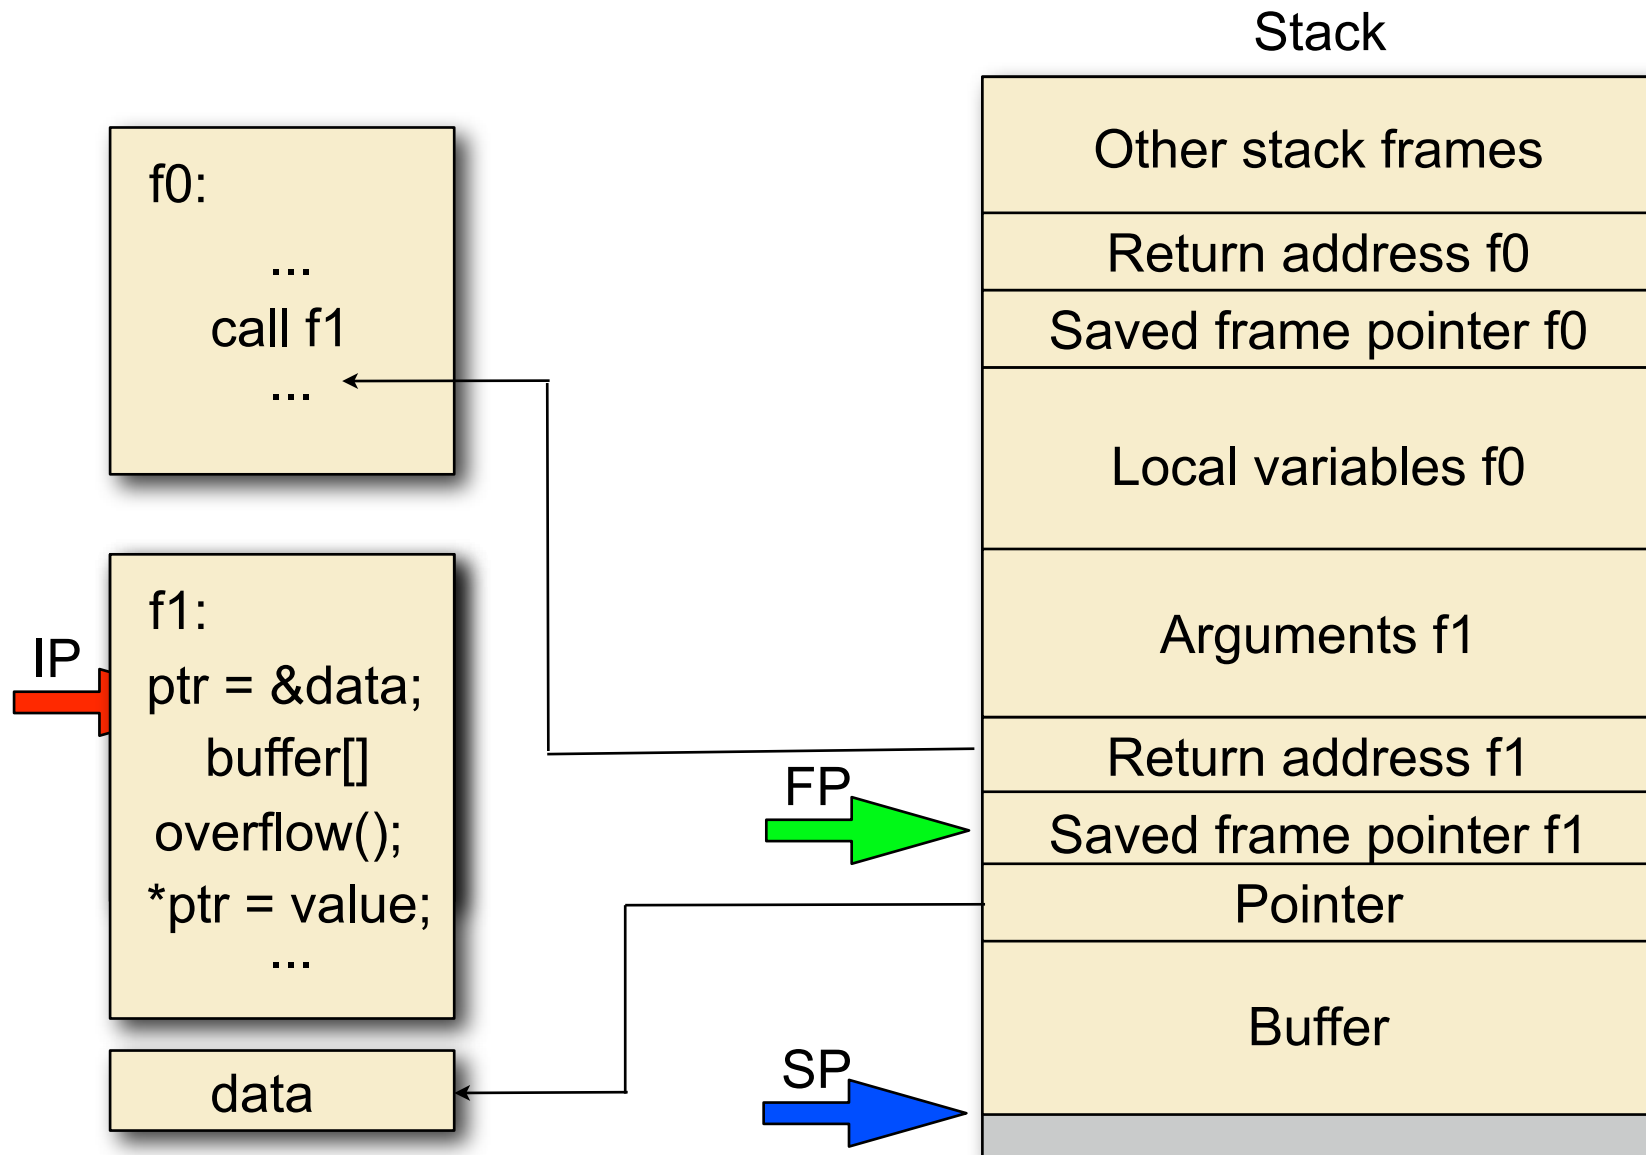 Stack
f0:
...
call f1
...
IP
f1:
ptr = &data;
buffer[]
overflow();
*ptr = value;
...
data
Other stack frames
Return address f0
Saved frame pointer f0
Local variables f0
Arguments f1
Return address f1
FP
Saved frame pointer f1
Pointer
Buffer
SP